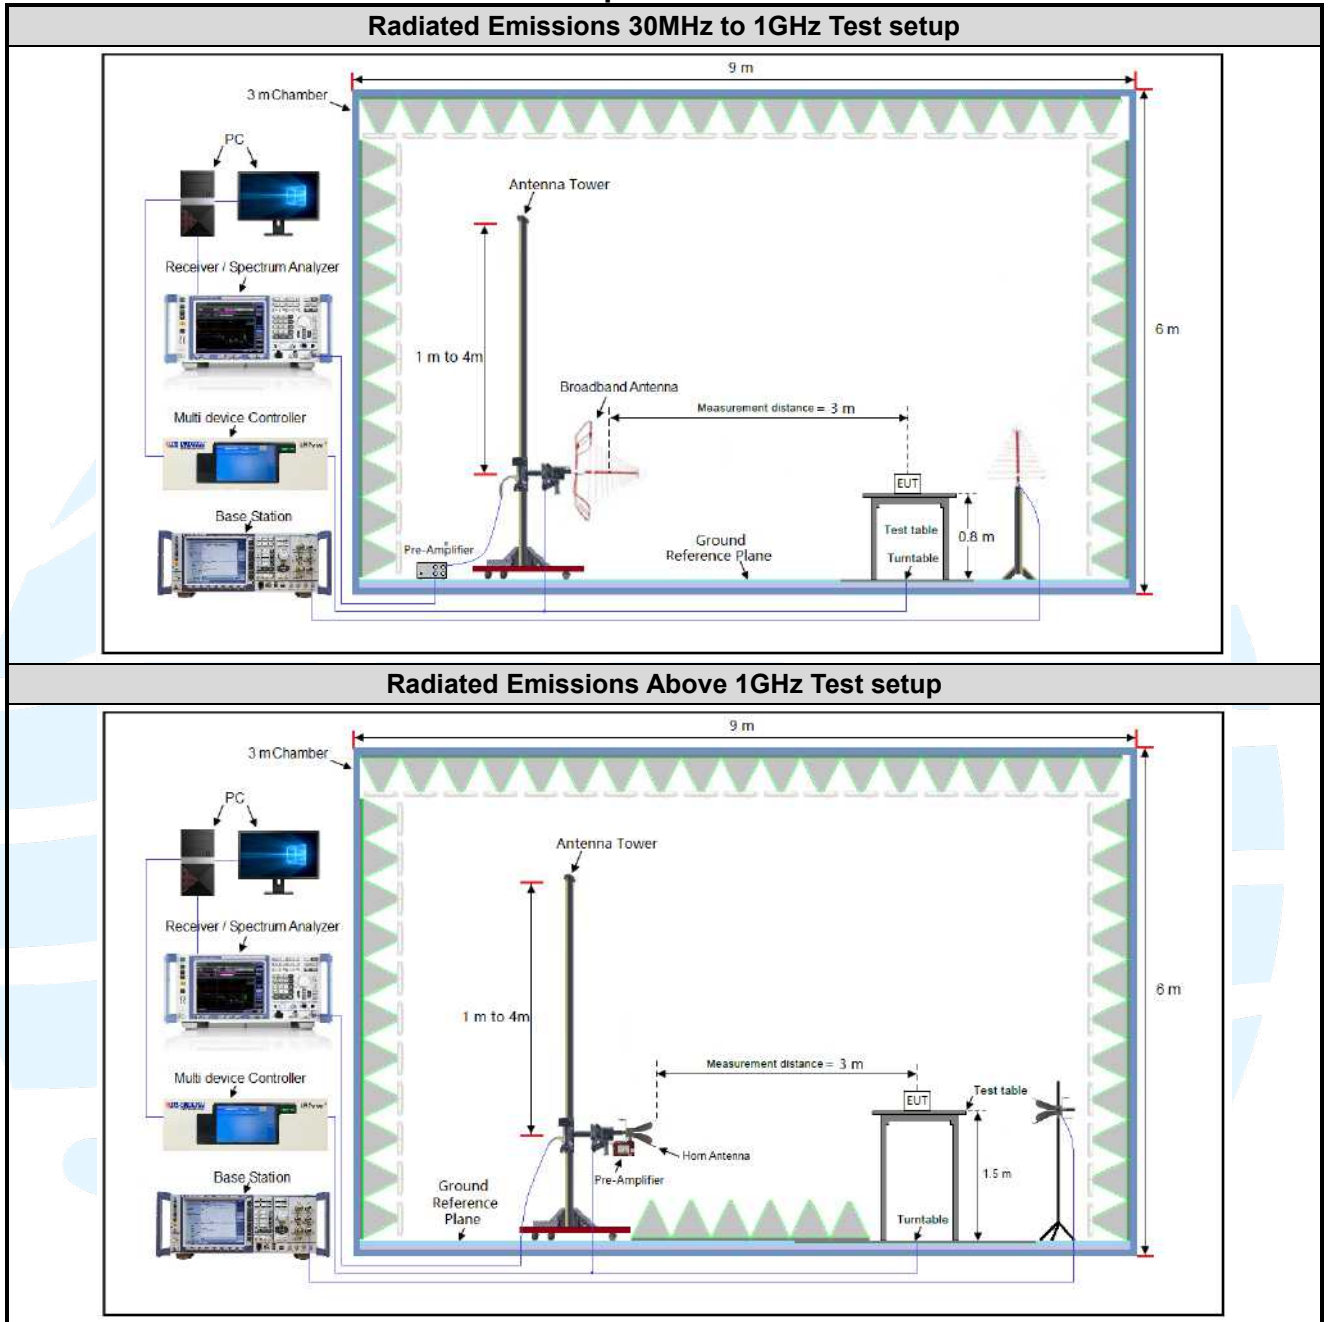 Radiated Emissions 30MHz to 1GHz Test setup
9 m
3 m Chamber
PC
Antenna Tower
Receiver / Spectrum Analyzer
6 m
1 m to 4m
Broadband Antenna
Measurement distance = 3 m
Multi device Controller
EUT
Base Station
Test table
0.8 m
Ground
Reference Plane
Pre-Amplifier
Turntable
Radiated Emissions Above 1GHz Test setup
9 m
3 m Chamber
PC
Antenna Tower
Receiver / Spectrum Analyzer
6 m
1 m to 4m
Measurement distance = 3 m
Multi device Controller
Test table
EUT
Horn Antenna
Pre-Amplifier
1.5 m
Base Station
Ground
Reference
Plane
Turntable